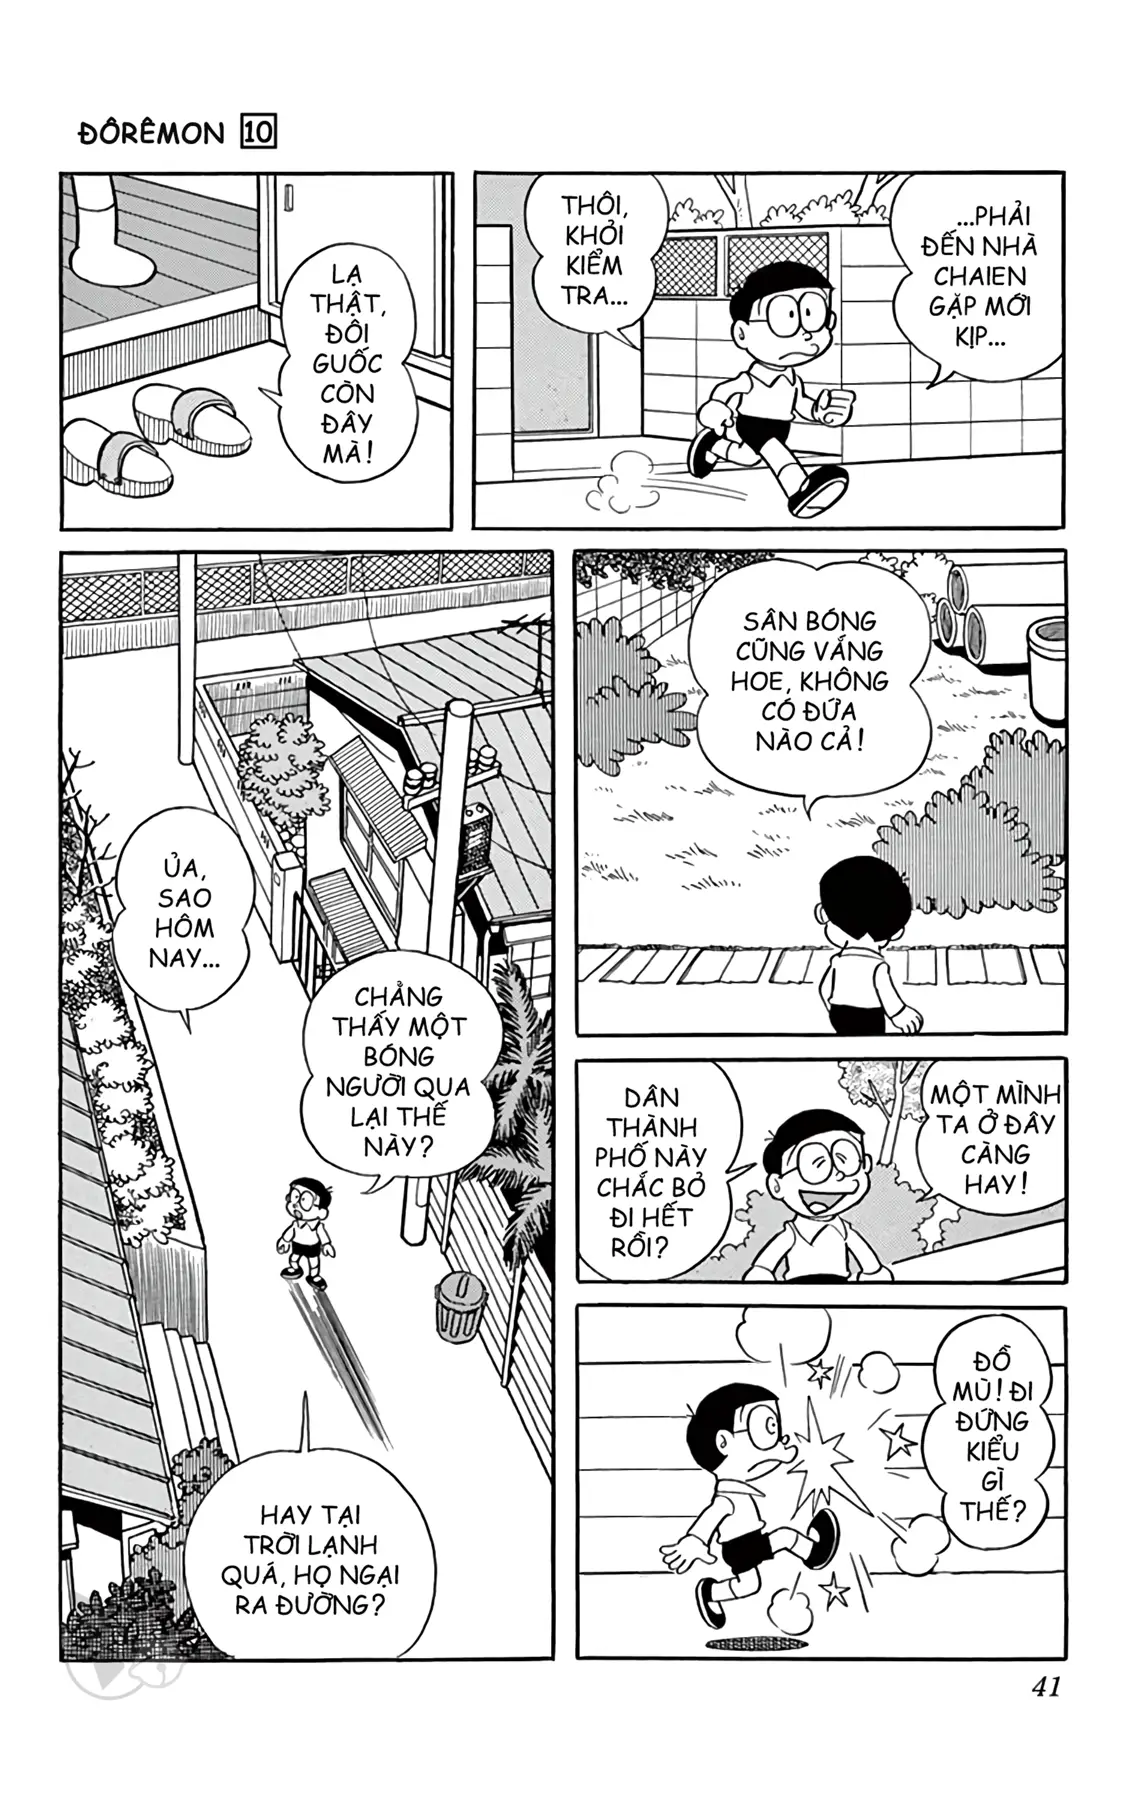 ĐÔRÊMON 10
LẠ
THẬT,
ĐÔI
GUỐC
CÒN
ĐÂY
MÀ!
THÔI,
KHỎI
KIỂM
TRA...
...PHẢI
ĐẾN NHÀ
CHAIEN
GẶP MỚI
KỊP...
ỦA,
SAO
HÔM
NAY...
CHẲNG
THẤY MỘT
BÓNG
NGƯỜI QUA
LẠI THẾ
NÀY?
HAY TẠI
TRỜI LẠNH
QUÁ, HỌ NGẠI
RA ĐƯỜNG?
SÂN BÓNG
CŨNG VẮNG
HOE, KHÔNG
CÓ ĐỨA
NÀO CẢ!
DÂN
THÀNH
PHỐ NÀY
CHẮC BỎ
ĐI HẾT
RỒI?
MỘT MÌNH
TA Ở ĐÂY
CÀNG
HAY!
ĐỒ
MÙ! ĐI
ĐỨNG
KIỂU
GÌ
THẾ?
41